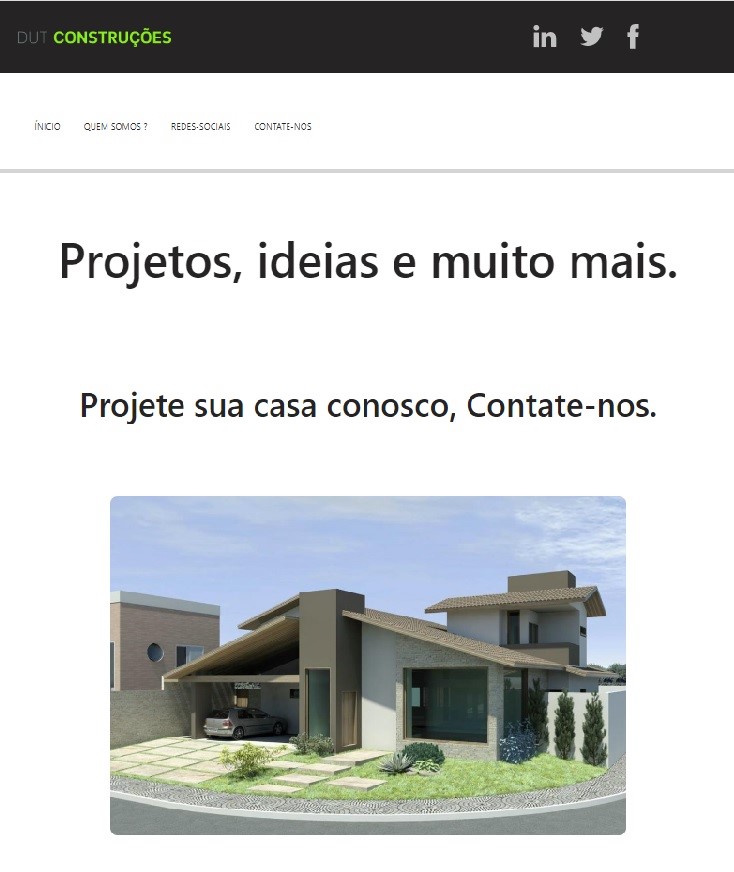 DUT CONSTRUÇÕES
ÍNICIO QUEM SOMOS ? REDES-SOCIAIS CONTATE-NOS
Projetos, ideias e muito mais.
Projete sua casa conosco, Contate-nos.